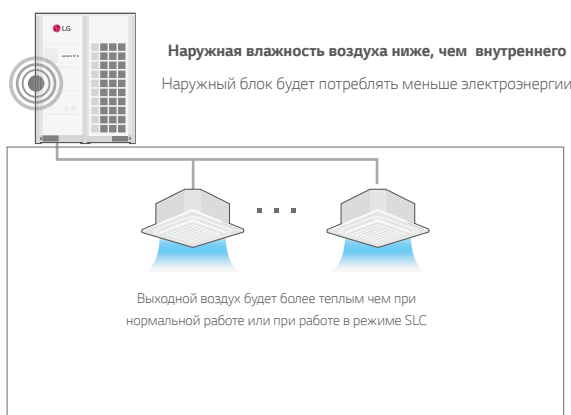 LG
Наружная влажность воздуха ниже, чем внутреннего
Наружный блок будет потреблять меньше электроэнергии
Выходной воздух будет более теплым чем при
нормальной работе или при работе в режиме SLC